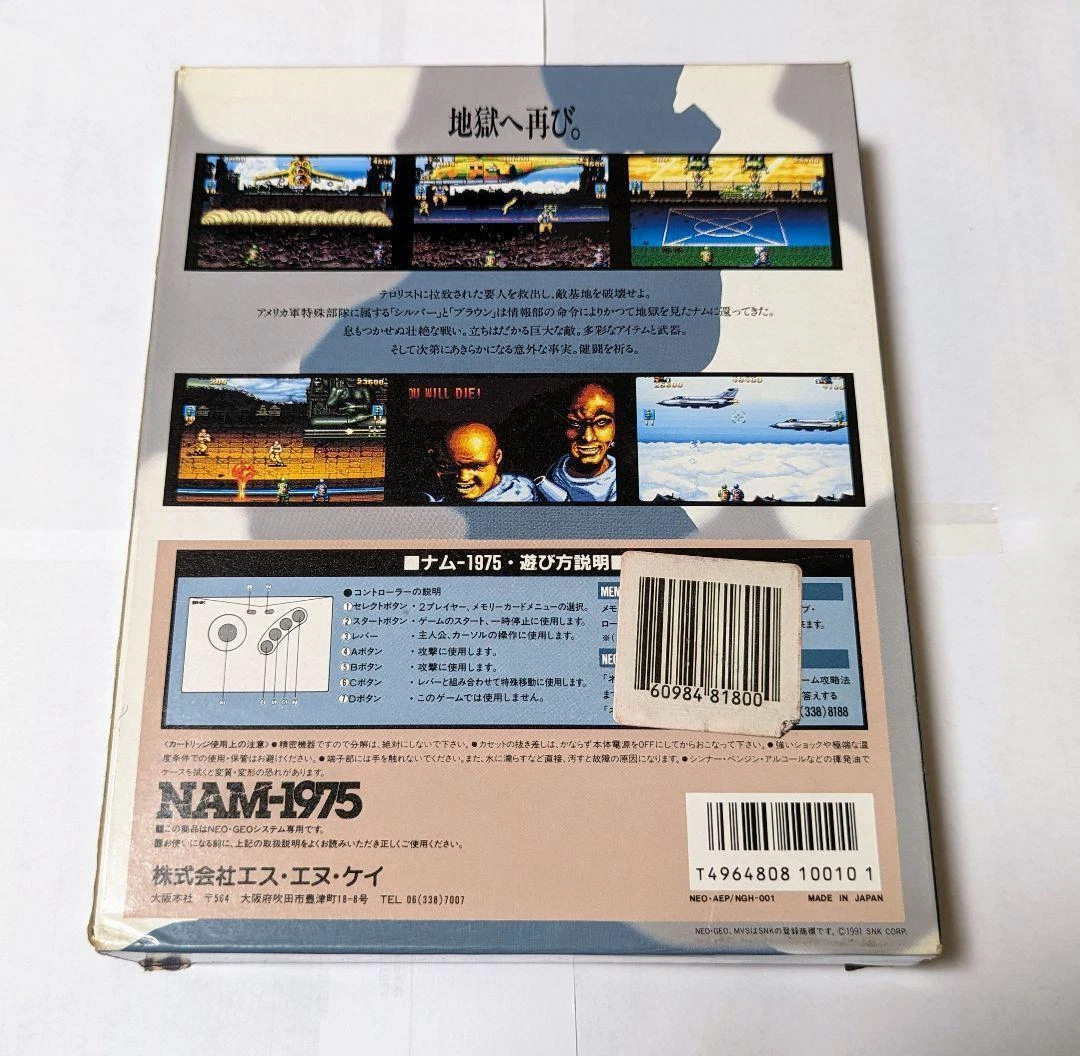 地獄へ再び。
テロリストに拉致された要人を救出し、敵基地を破壊せよ。
アメリカ軍特殊部隊に属する「シルバー」と「ブラウン」は情報部の命令によりかつて地獄を見たナムに還ってきた。
息もつかせぬ壮絶な戦い。立ちはだかる巨大な敵。多彩なアイテムと武器。
そして次第にあきらかになる意外な事実。健闘を祈る。
200
23600
OU WILL DIE!
■ナム-1975・遊び方説明■
SNK
●コントローラーの説明
①セレクトボタン・2プレイヤー、メモリーカードメニューの選択。
②スタートボタン・ゲームのスタート、一時停止に使用します。
③レバー・主人公、カーソルの操作に使用します。
④Aボタン・攻撃に使用します。
⑤Bボタン・攻撃に使用します。
⑥Cボタン・レバーと組み合わせて特殊移動に使用します。
⑦Dボタン・このゲームでは使用しません。
ーム攻略法
答えする
(338)8188
60984 81800
〈カートリッジ使用上の注意〉●精密機器ですので分解は、絶対にしないで下さい。●カセットの抜き差しは、かならず本体電源をOFFにしてからおこなって下さい。●強いショックや極端な温
度条件での使用・保管はお避けください。●端子部には手を触れないでください。また、水に濡らすなど直接、汚すと故障の原因になります。●シンナー・ベンジン・アルコールなどの揮発油で
ケースを拭くと変質・変形の恐れがあります。
NAM-1975
■この商品はNEO・GEOシステム専用です。
■お使いになる前に、上記の取扱説明をよくお読みいただき正しくご使用ください。
株式会社エス・エヌ・ケイ
大阪本社 〒564 大阪府吹田市豊津町18-8号 TEL 06(338)7007
T4964808 10010 1
NEO・AEP/NGH-001 MADE IN JAPAN
NEO・GEO、MVSはSNKの登録商標です。©1991 SNK CORP.